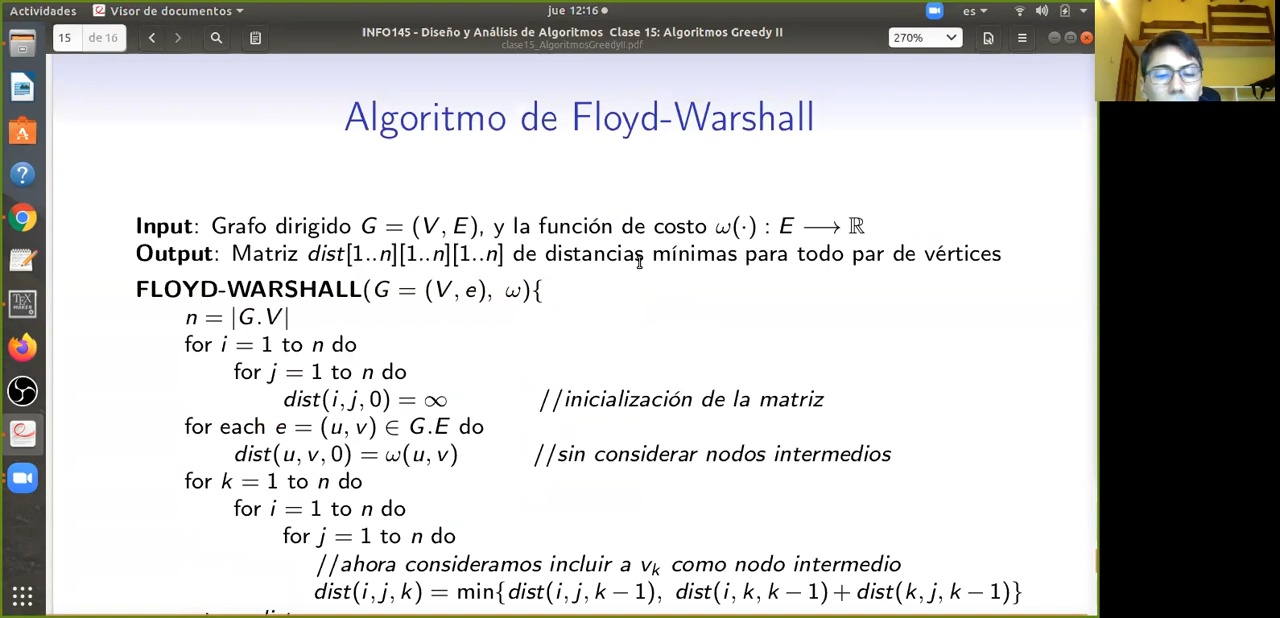 Actividades
Visor de documentos
jue 12:16
es
15
de 16
INFO145 - Diseño y Análisis de Algoritmos Clase 15: Algoritmos Greedy II
clase15_AlgoritmosGreedyII.pdf
270%
Algoritmo de Floyd-Warshall
Input: Grafo dirigido G = (V, E), y la función de costo ω(·) : E ⟶ ℝ
Output: Matriz dist[1..n][1..n][1..n] de distancias mínimas para todo par de vértices
FLOYD-WARSHALL(G = (V, e), ω){
n = |G.V|
for i = 1 to n do
for j = 1 to n do
dist(i, j, 0) = ∞ //inicialización de la matriz
for each e = (u, v) ∈ G.E do
dist(u, v, 0) = ω(u, v) //sin considerar nodos intermedios
for k = 1 to n do
for i = 1 to n do
for j = 1 to n do
//ahora consideramos incluir a vₖ como nodo intermedio
dist(i, j, k) = min{dist(i, j, k − 1), dist(i, k, k − 1) + dist(k, j, k − 1)}